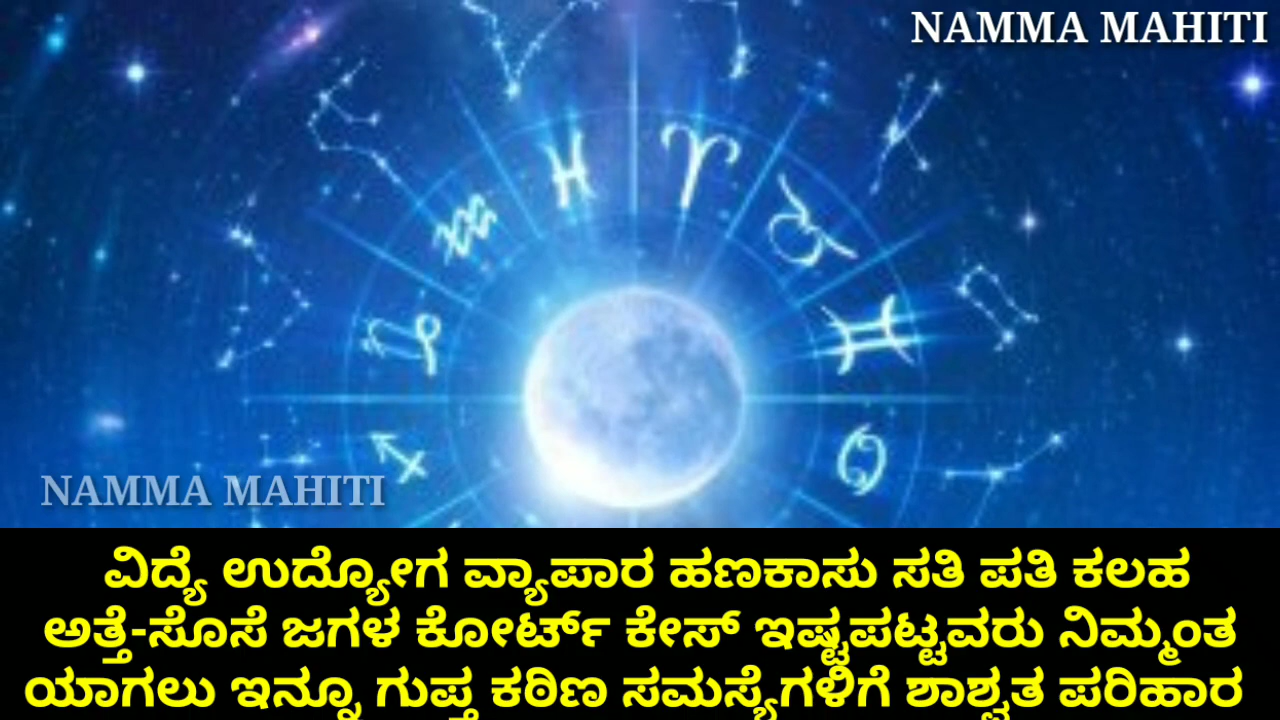 NAMMA MAHITI
NAMMA MAHITI
ವಿದ್ಯೆ ಉದ್ಯೋಗ ವ್ಯಾಪಾರ ಹಣಕಾಸು ಸತಿ ಪತಿ ಕಲಹ
ಅತ್ತೆ-ಸೊಸೆ ಜಗಳ ಕೋರ್ಟ್ ಕೇಸ್ ಇಷ್ಟಪಟ್ಟವರು ನಿಮ್ಮಂತ
ಯಾಗಲು ಇನ್ನೂ ಗುಪ್ತ ಕಠಿಣ ಸಮಸ್ಯೆಗಳಿಗೆ ಶಾಶ್ವತ ಪರಿಹಾರ